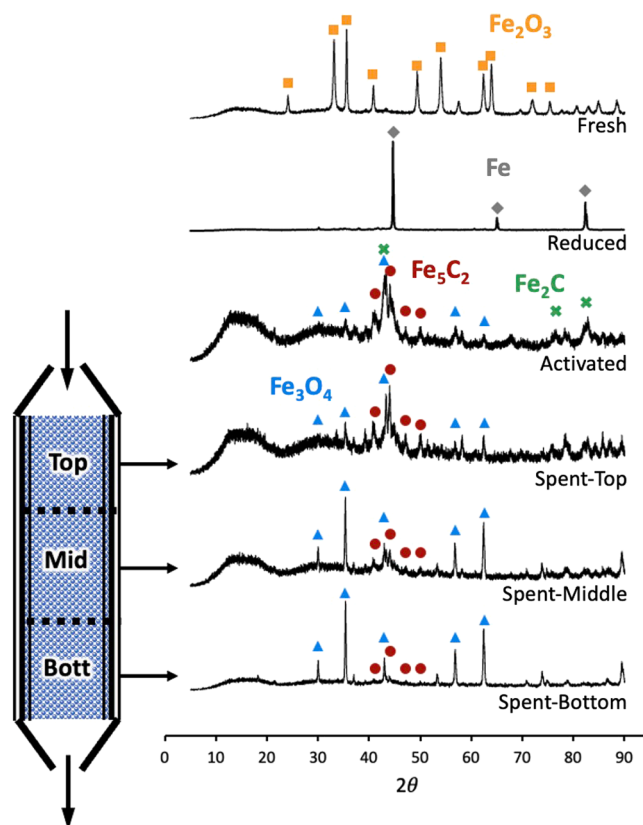 Fe₂O₃
Fresh
Fe
Reduced
Fe₅C₂
Fe₂C
Activated
Fe₃O₄
Top
Spent-Top
Mid
Spent-Middle
Bott
Spent-Bottom
0 10 20 30 40 50 60 70 80 90
2θ